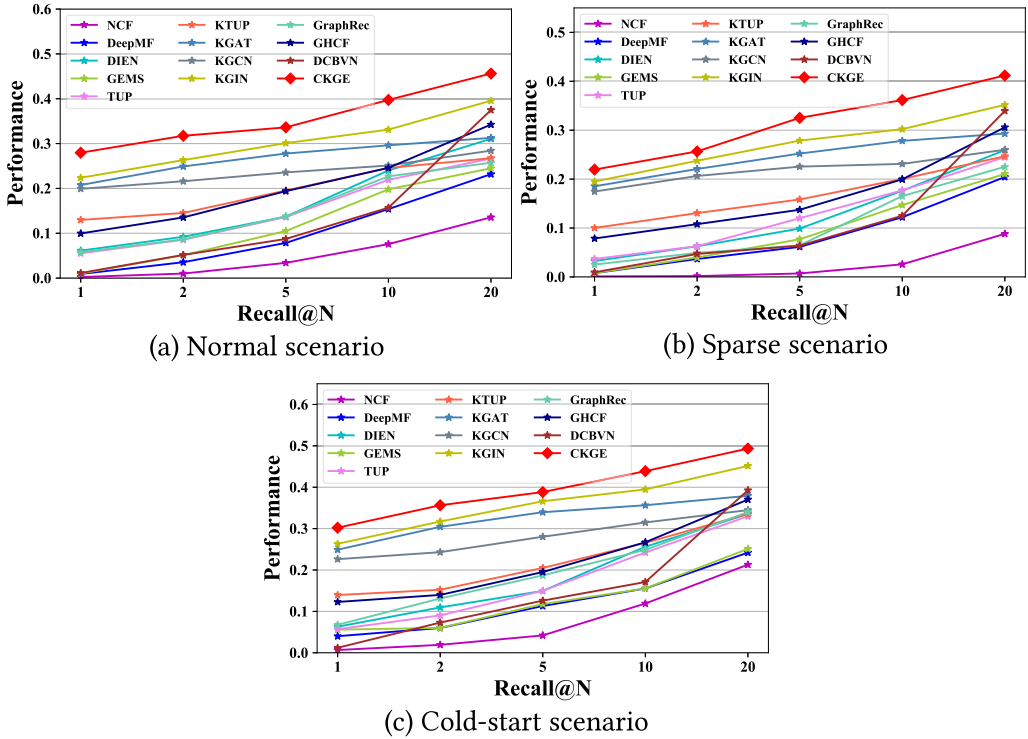 0.6
0.5
0.4
0.3
0.2
0.1
0.0
Performance
NCF KTUP GraphRec
DeepMF KGAT GHCF
DIEN KGCN DCBVN
GEMS KGIN CKGE
TUP
1 2 5 10 20
Recall@N
(a) Normal scenario
0.5
0.4
0.3
0.2
0.1
0.0
Performance
NCF KTUP GraphRec
DeepMF KGAT GHCF
DIEN KGCN DCBVN
GEMS KGIN CKGE
TUP
1 2 5 10 20
Recall@N
(b) Sparse scenario
0.6
0.5
0.4
0.3
0.2
0.1
0.0
Performance
NCF KTUP GraphRec
DeepMF KGAT GHCF
DIEN KGCN DCBVN
GEMS KGIN CKGE
TUP
1 2 5 10 20
Recall@N
(c) Cold-start scenario